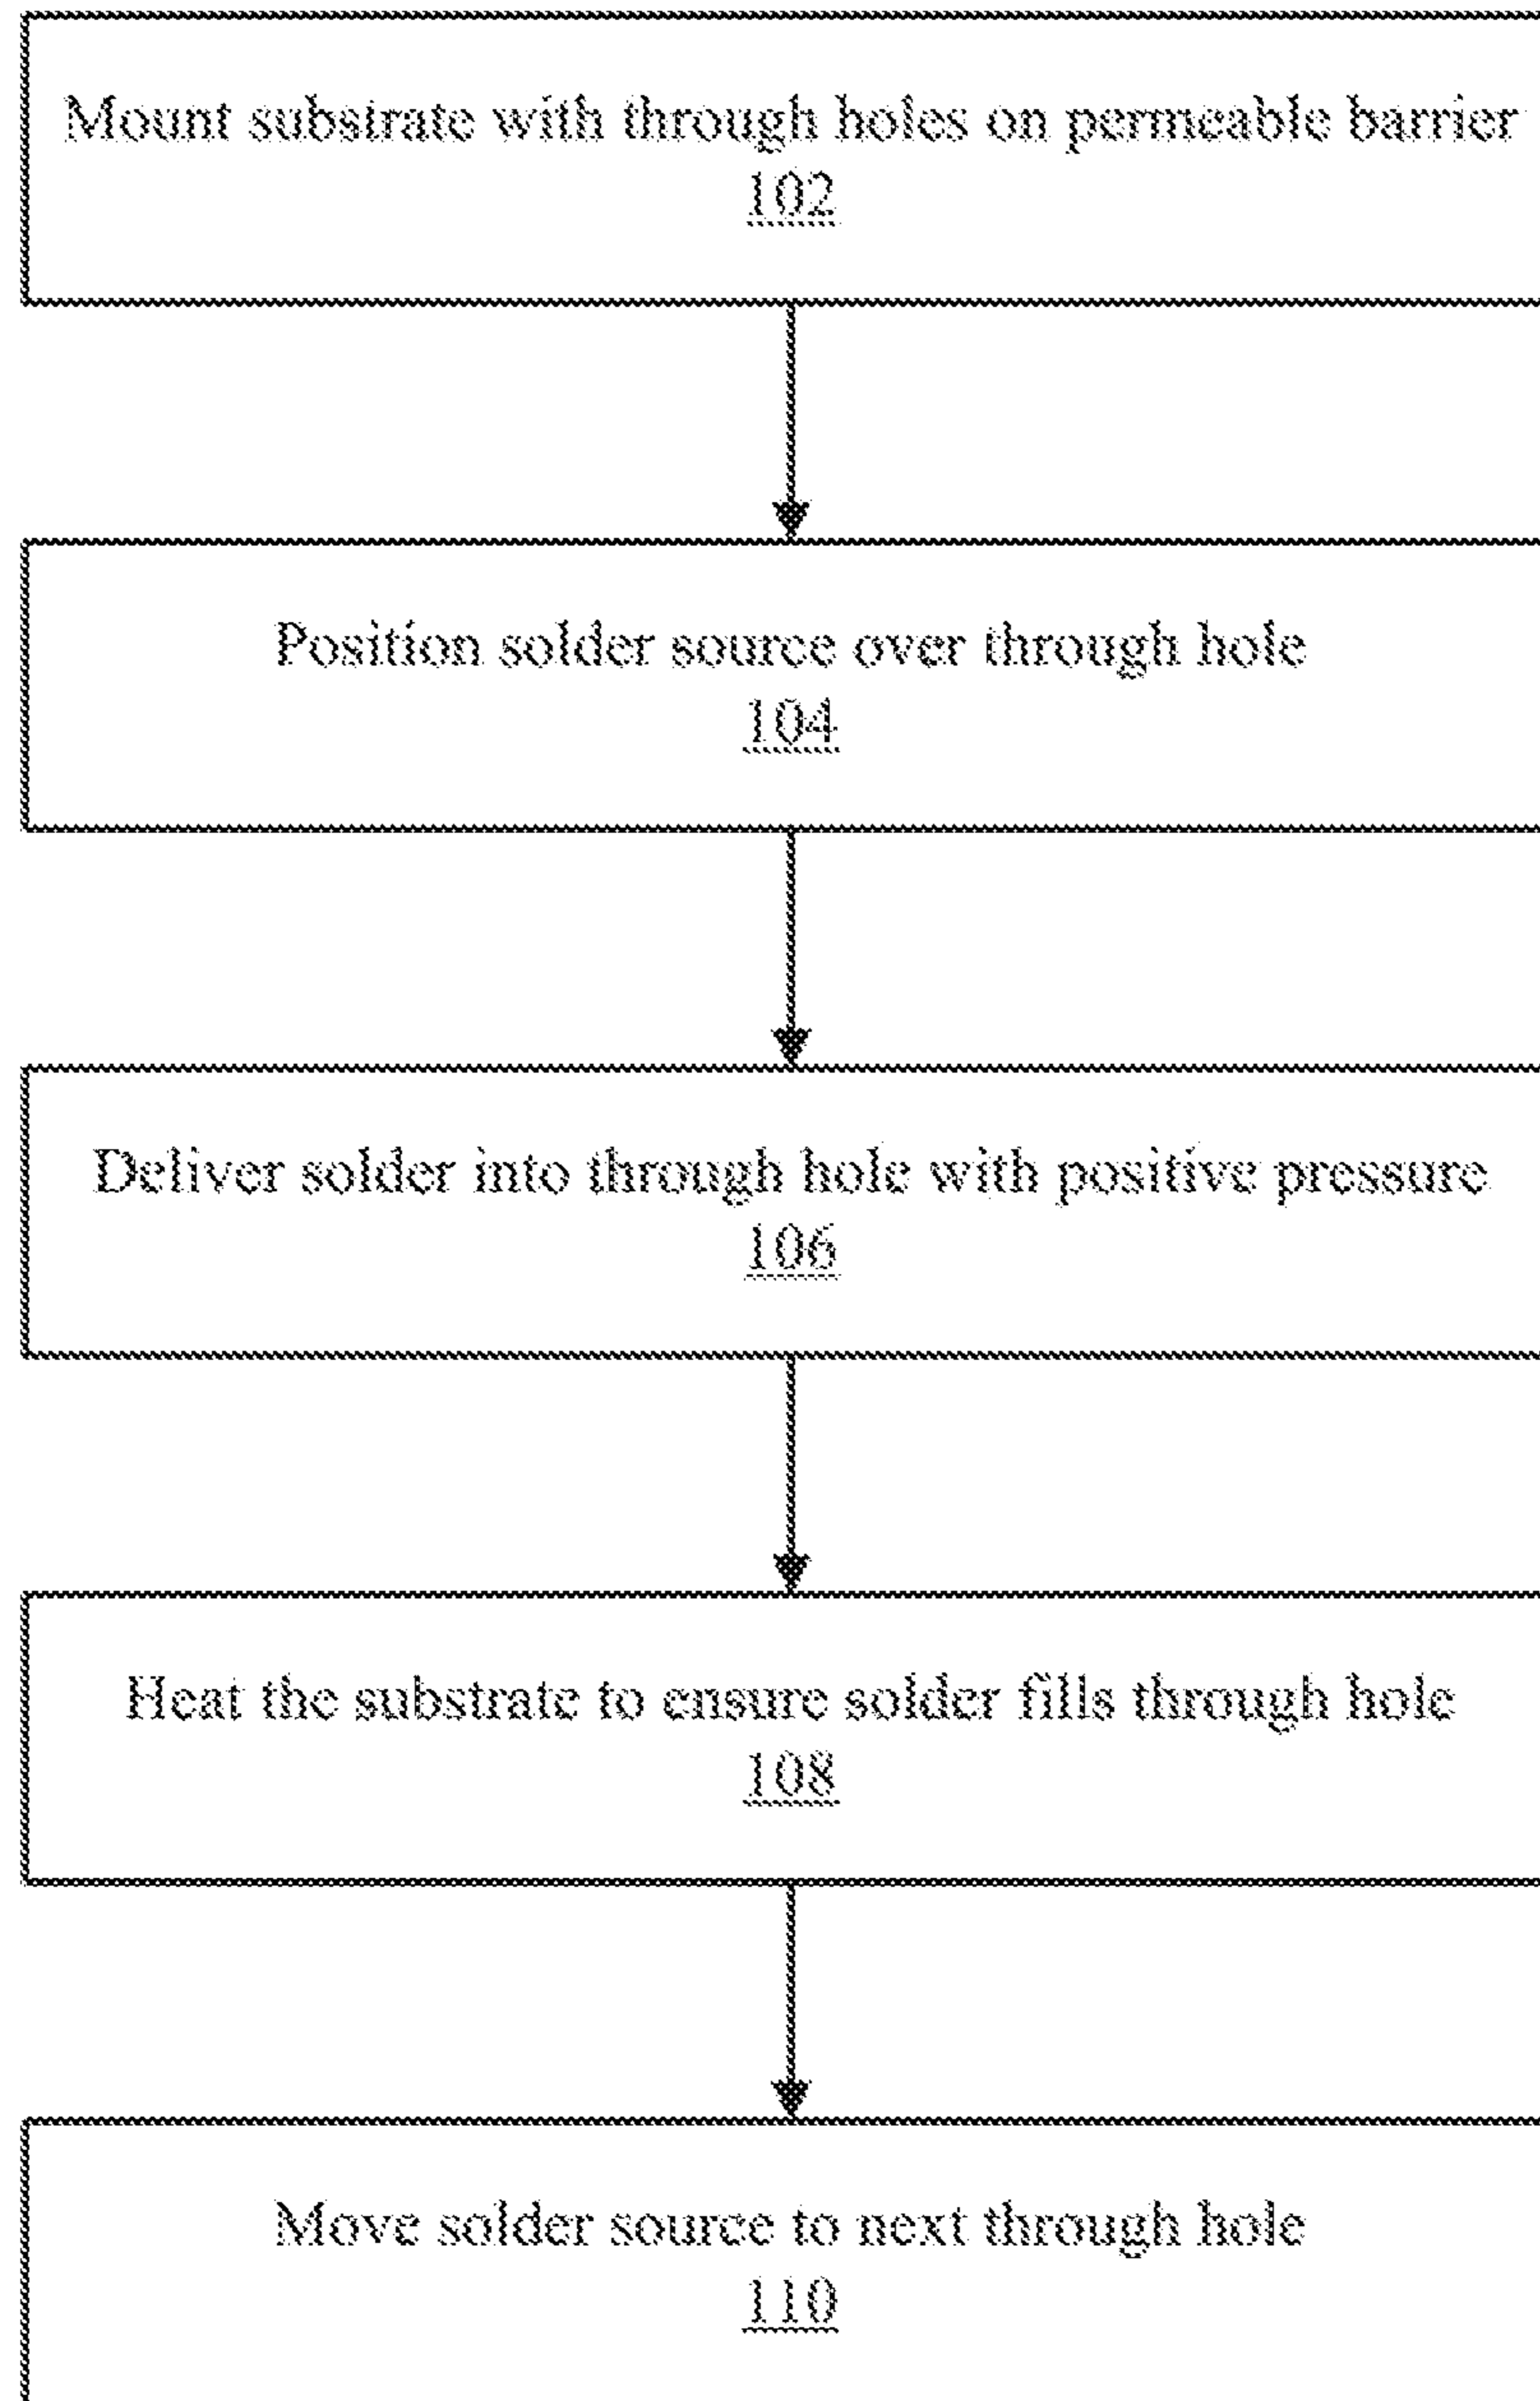 Mount substrate with through holes on permeable barrier
102
Position solder source over through hole
104
Deliver solder into through hole with positive pressure
106
Heat the substrate to ensure solder fills through hole
108
Move solder source to next through hole
110